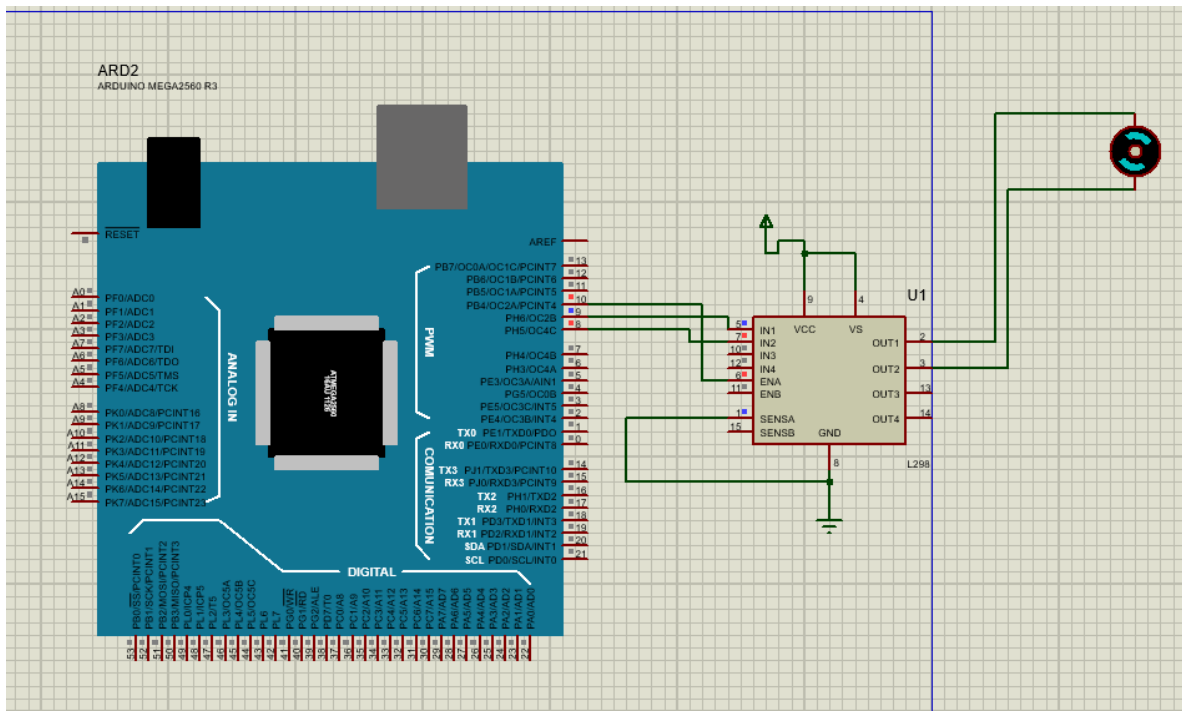 ARD2
ARDUINO MEGA2560 R3
RESET
AREF
PB7/OC0A/OC1C/PCINT7 13
PB6/OC1B/PCINT6 12
PB5/OC1A/PCINT5 11
PB4/OC2A/PCINT4 10
PH6/OC2B 9
PH5/OC4C 8
PH4/OC4B 7
PH3/OC4A 6
PE3/OC3A/AIN1 5
PG5/OC0B 4
PE5/OC3C/INT5 3
PE4/OC3B/INT4 2
TX0 PE1/TXD0/PDO 1
RX0 PE0/RXD0/PCINT8 0
TX3 PJ1/TXD3/PCINT10 14
RX3 PJ0/RXD3/PCINT9 15
TX2 PH1/TXD2 16
RX2 PH0/RXD2 17
TX1 PD3/TXD1/INT3 18
RX1 PD2/RXD1/INT2 19
SDA PD1/SDA/INT1 20
SCL PD0/SCL/INT0 21
A0 PF0/ADC0
A1 PF1/ADC1
A2 PF2/ADC2
A3 PF3/ADC3
A7 PF7/ADC7/TDI
A6 PF6/ADC6/TDO
A5 PF5/ADC5/TMS
A4 PF4/ADC4/TCK
A8 PK0/ADC8/PCINT16
A9 PK1/ADC9/PCINT17
A10 PK2/ADC10/PCINT18
A11 PK3/ADC11/PCINT19
A12 PK4/ADC12/PCINT20
A13 PK5/ADC13/PCINT21
A14 PK6/ADC14/PCINT22
A15 PK7/ADC15/PCINT23
ANALOG IN
PWM
COMUNICATION
ATMEGA2560
16AU 1126
DIGITAL
PB0/SS/PCINT0 53
PB1/SCK/PCINT1 52
PB2/MOSI/PCINT2 51
PB3/MISO/PCINT3 50
PL0/ICP4 49
PL1/ICP5 48
PL2/T5 47
PL3/OC5A 46
PL4/OC5B 45
PL5/OC5C 44
PL6 43
PL7 42
PG0/WR 41
PG1/RD 40
PG2/ALE 39
PD7/T0 38
PC0/A8 37
PC1/A9 36
PC2/A10 35
PC3/A11 34
PC4/A12 33
PC5/A13 32
PC6/A14 31
PC7/A15 30
PA7/AD7 29
PA6/AD6 28
PA5/AD5 27
PA4/AD4 26
PA3/AD3 25
PA2/AD2 24
PA1/AD1 23
PA0/AD0 22
U1
9 4
VCC VS
5 IN1
7 IN2
10 IN3
12 IN4
6 ENA
11 ENB
1 SENSA
15 SENSB
OUT1 2
OUT2 3
OUT3 13
OUT4 14
GND
8
L298